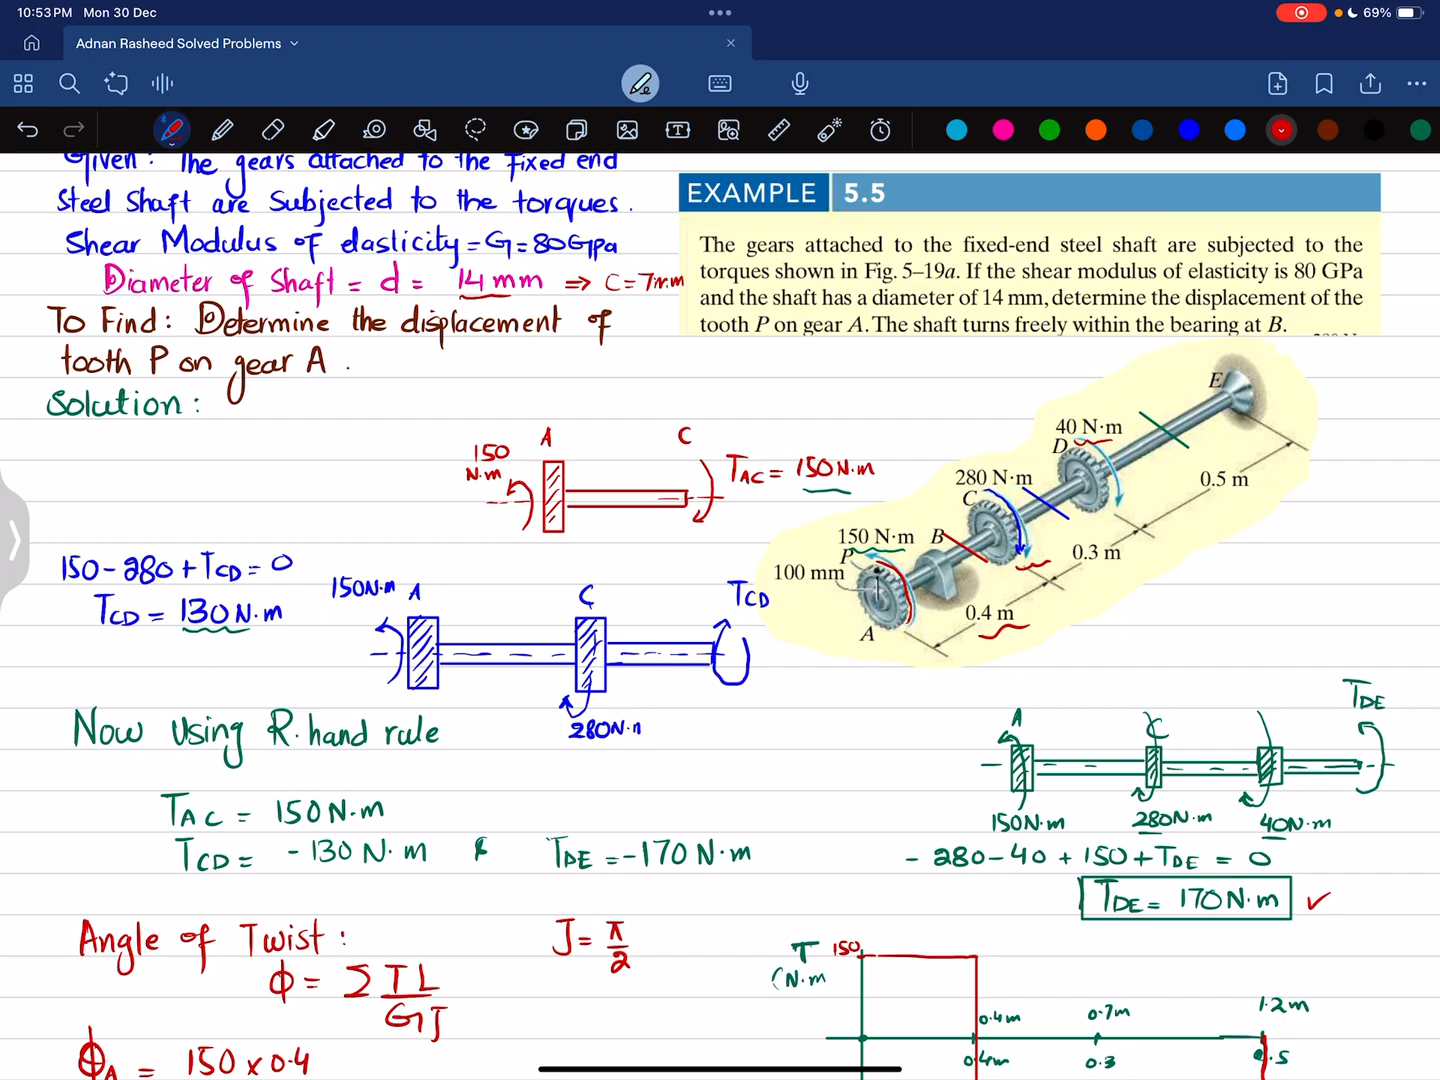 10:53 PM Mon 30 Dec
69%
Adnan Rasheed Solved Problems
Given: The gears attached to the fixed end
Steel Shaft are Subjected to the torques.
Shear Modulus of elasticity = G = 80 Gpa
Diameter of Shaft = d = 14 mm ⇒ C = 7mm
To Find: Determine the displacement of
tooth P on gear A.
Solution:
EXAMPLE 5.5
The gears attached to the fixed-end steel shaft are subjected to the
torques shown in Fig. 5–19a. If the shear modulus of elasticity is 80 GPa
and the shaft has a diameter of 14 mm, determine the displacement of the
tooth P on gear A. The shaft turns freely within the bearing at B.
E
40 N·m
D
280 N·m
C
150 N·m B
P
100 mm
A
0.5 m
0.3 m
0.4 m
150
N·m
A
C
TAC = 150N·m
150 - 280 + TCD = 0
TCD = 130N·m
150N·m A
C
TCD
280N·n
Now Using R. hand rule
TAC = 150 N·m
TCD = - 130 N·m & TDE = -170 N·m
A
C
TDE
150N·m
280N·m
40N·m
- 280 - 40 + 150 + TDE = 0
TDE = 170N·m ✓
Angle of Twist:
J = π/2
Φ = Σ TL/GJ
ΦA = 150 x 0.4
T
(N·m
150
0.4m
0.7m
1.2m
0.4m
0.3
0.5